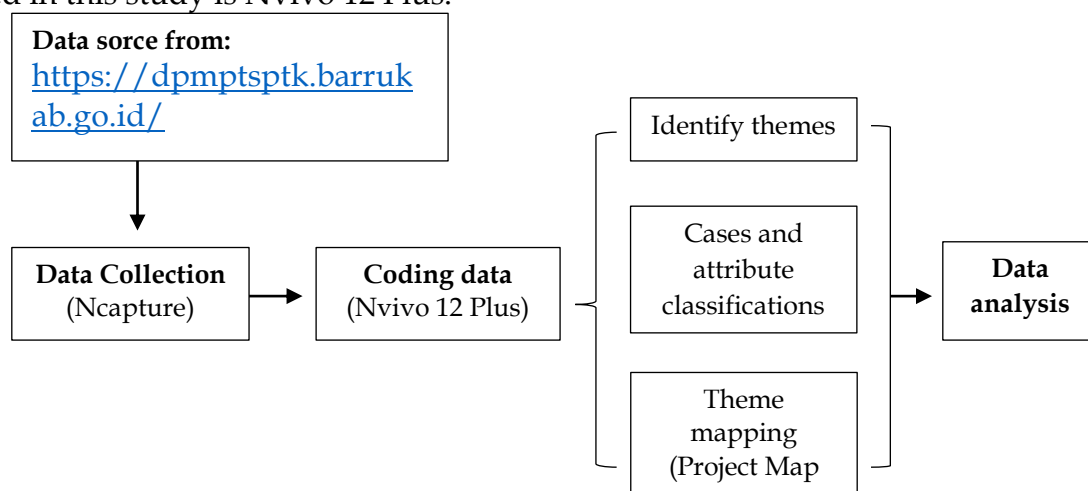 ed in this study is Nvivo 12 Plus.
Data sorce from:
https://dpmptsptk.barruk
ab.go.id/
Identify themes
Cases and
attribute
classifications
Data Collection
(Ncapture)
Coding data
(Nvivo 12 Plus)
Data
analysis
Theme
mapping
(Project Map